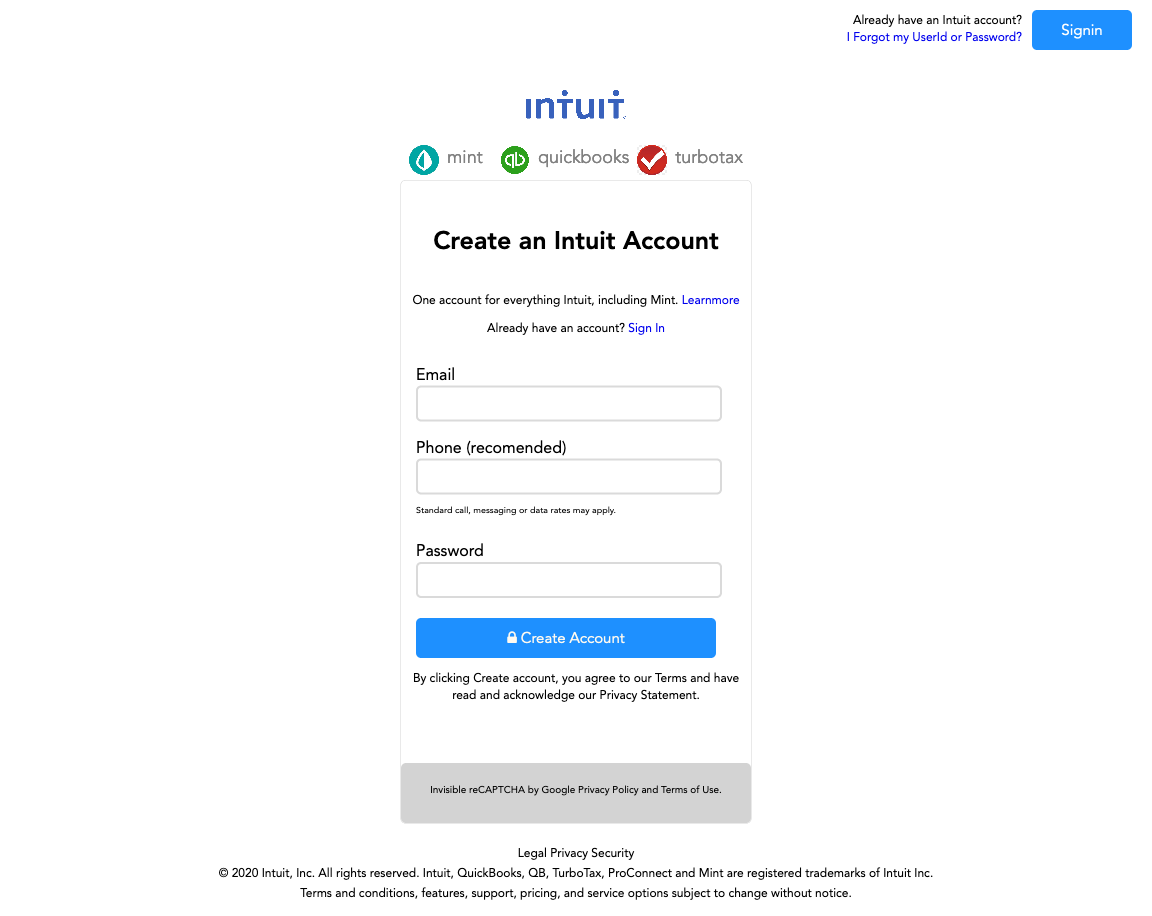 Already have an Intuit account?
I Forgot my UserId or Password?
Signin
intuit
mint quickbooks turbotax
Create an Intuit Account
One account for everything Intuit, including Mint. Learnmore
Already have an account? Sign In
Email
Phone (recomended)
Standard call, messaging or data rates may apply.
Password
Create Account
By clicking Create account, you agree to our Terms and have
read and acknowledge our Privacy Statement.
Invisible reCAPTCHA by Google Privacy Policy and Terms of Use.
Legal Privacy Security
© 2020 Intuit, Inc. All rights reserved. Intuit, QuickBooks, QB, TurboTax, ProConnect and Mint are registered trademarks of Intuit Inc.
Terms and conditions, features, support, pricing, and service options subject to change without notice.